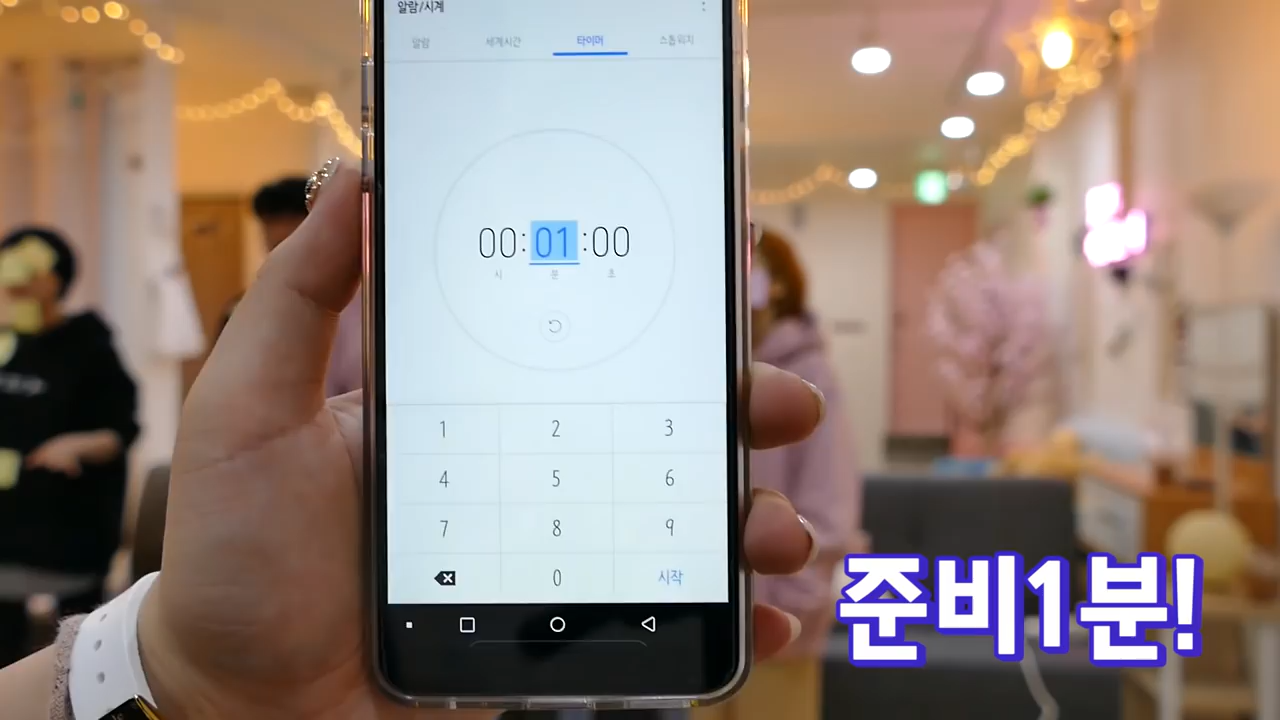 알람/시계
알람 세계시간 타이머 스톱워치
00:01:00
시 분 초
1 2 3
4 5 6
7 8 9
0 시작
준비1분!